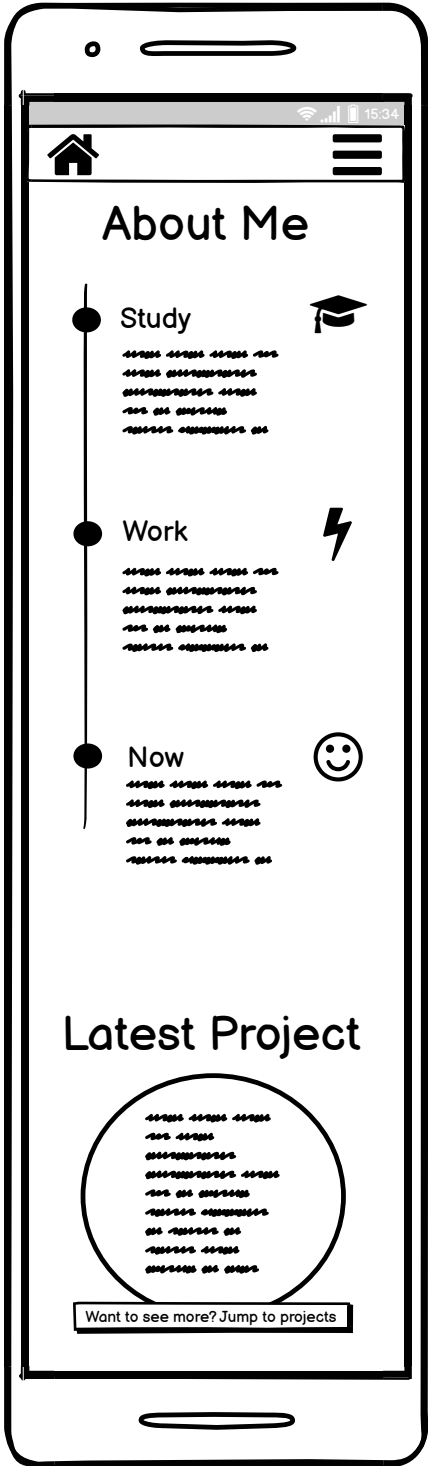 15:34
About Me
Study
Work
Now
Latest Project
Want to see more? Jump to projects